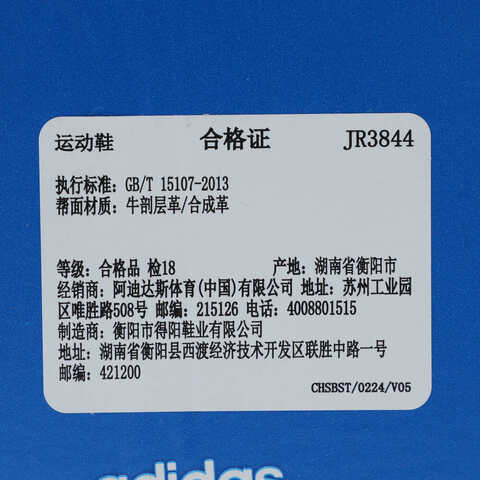 运动鞋 合格证 JR3844
执行标准: GB/T 15107-2013
帮面材质: 牛剖层革/合成革
等级: 合格品 检18 产地: 湖南省衡阳市
经销商: 阿迪达斯体育(中国)有限公司 地址: 苏州工业园
区唯胜路508号 邮编: 215126 电话: 4008801515
制造商: 衡阳市得阳鞋业有限公司
地址: 湖南省衡阳县西渡经济技术开发区联胜中路一号
邮编: 421200
CHSBST/0224/V05
adidas